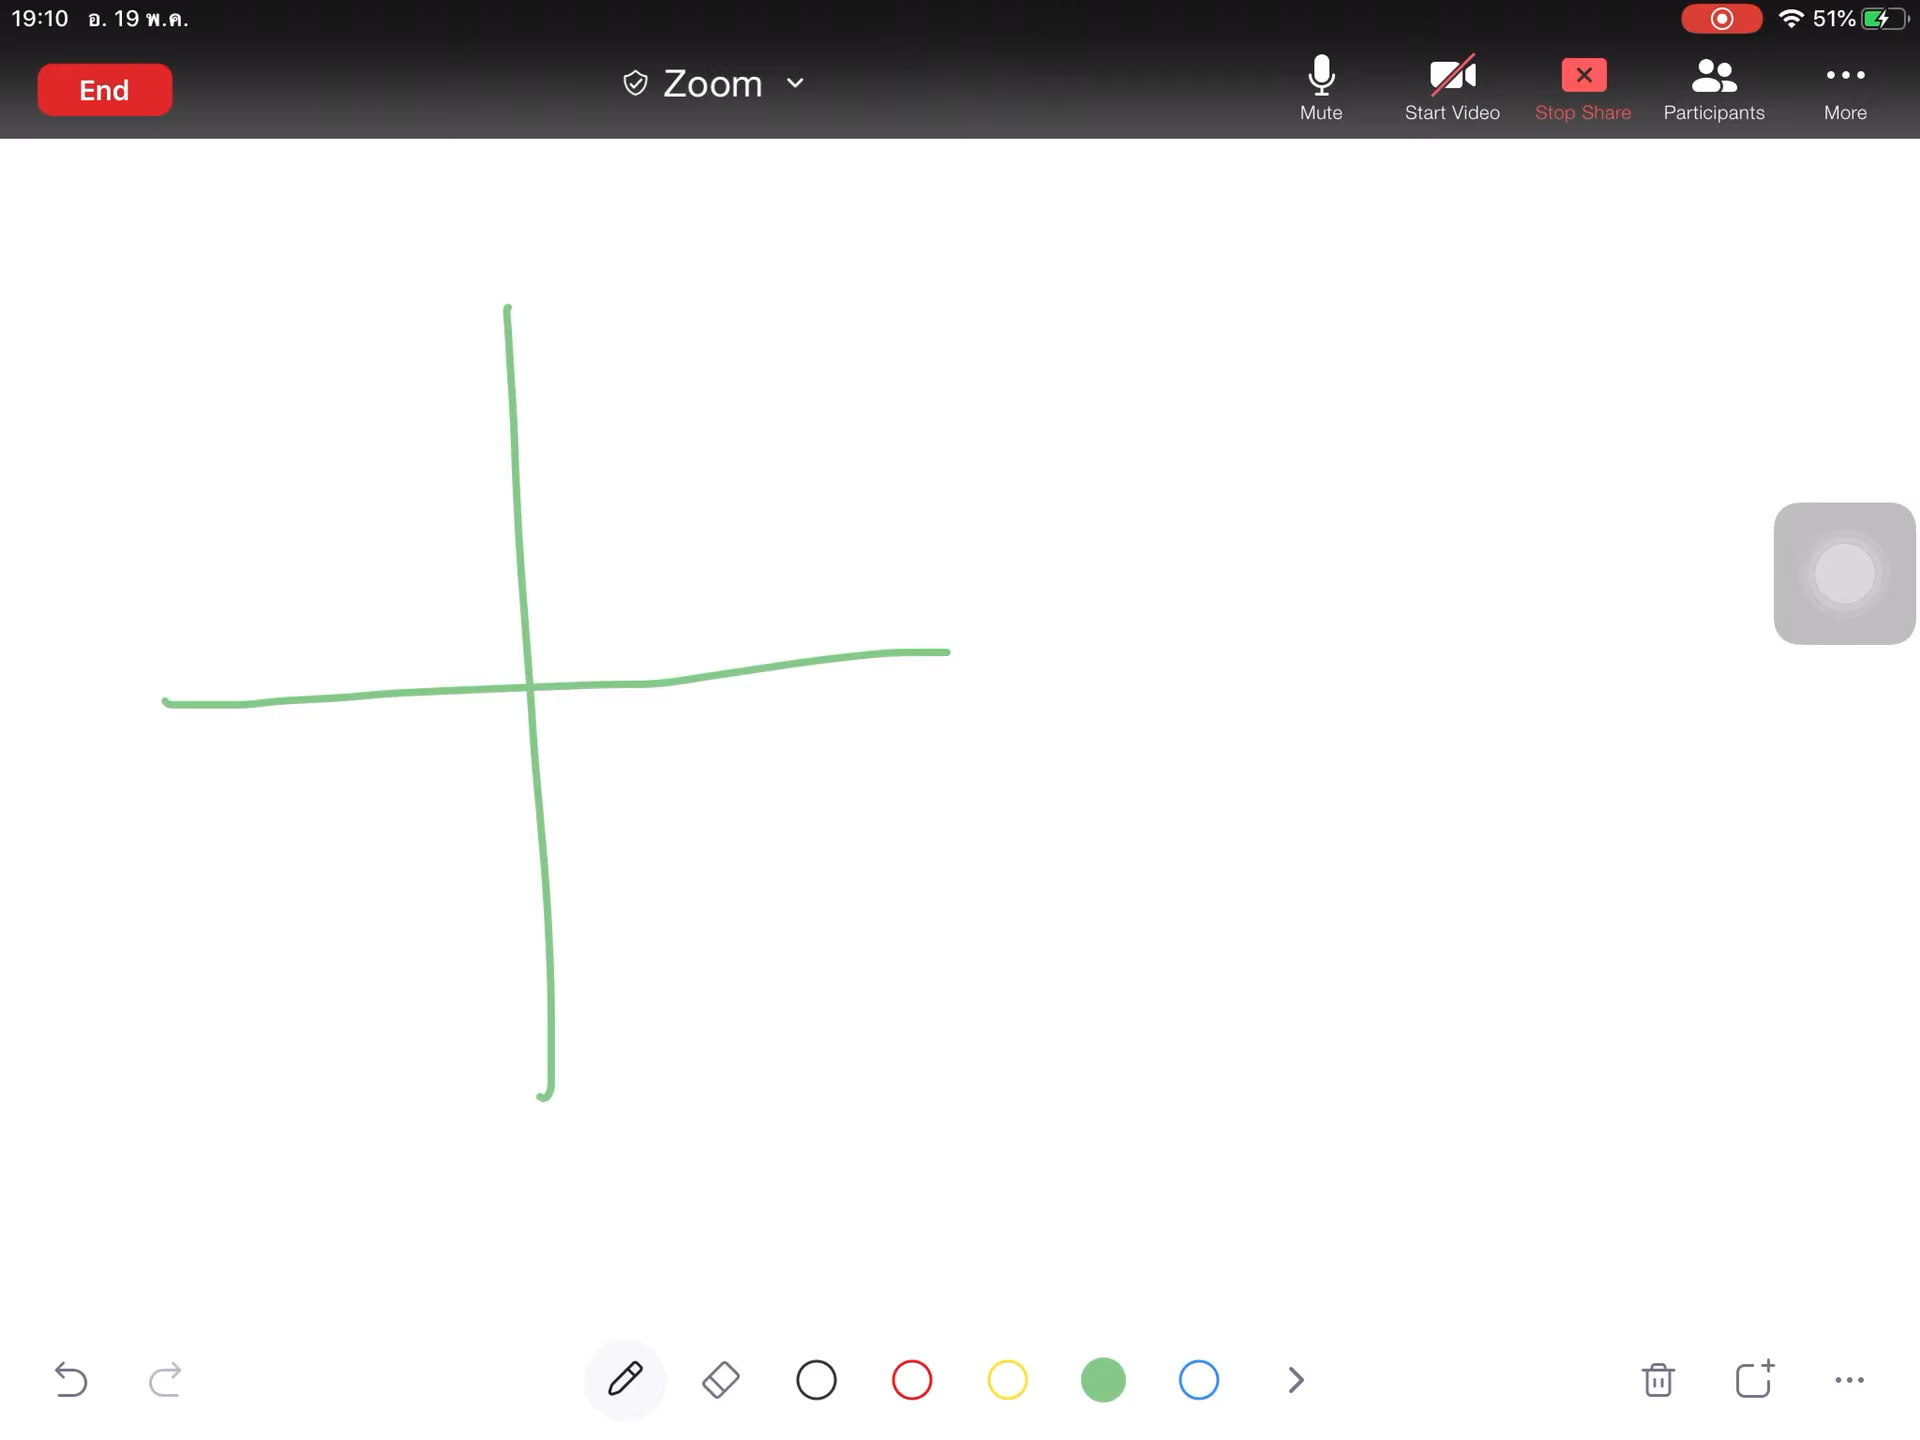 19:10 อ. 19 พ.ค.
51%
End
Zoom
Mute
Start Video
Stop Share
Participants
More